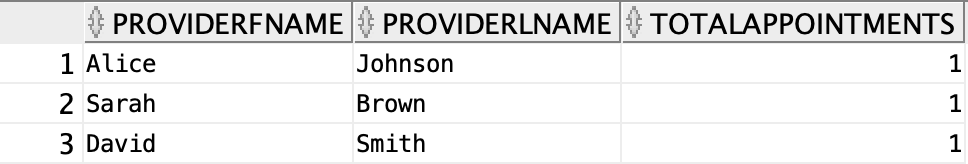 PROVIDERFNAME PROVIDERLNAME TOTALAPPOINTMENTS
1 Alice Johnson 1
2 Sarah Brown 1
3 David Smith 1